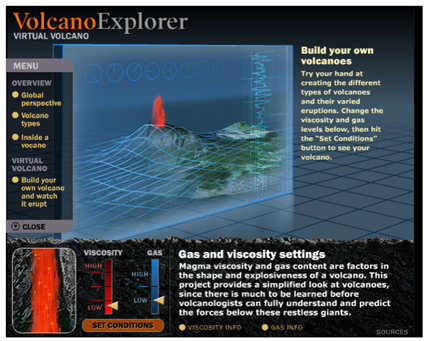 VolcanoExplorer
VIRTUAL VOLCANO
MENU
OVERVIEW
Global
perspective
Volcano
types
Inside a
vocano
VIRTUAL
VOLCANO
Build your
own volcano
and watch
it erupt
CLOSE
Build your own
volcanoes
Try your hand at
creating the different
types of volcanoes
and their varied
eruptions. Change the
viscosity and gas
levels below, then hit
the "Set Conditions"
button to see your
volcano.
VISCOSITY
GAS
HIGH
HIGH
LOW
LOW
SET CONDITIONS
Gas and viscosity settings
Magma viscosity and gas content are factors in
the shape and explosiveness of a volcano. This
project provides a simplified look at volcanoes,
since there is much to be learned before
volcanologists can fully understand and predict
the forces below these restless giants.
VISCOSITY INFO
GAS INFO
SOURCES